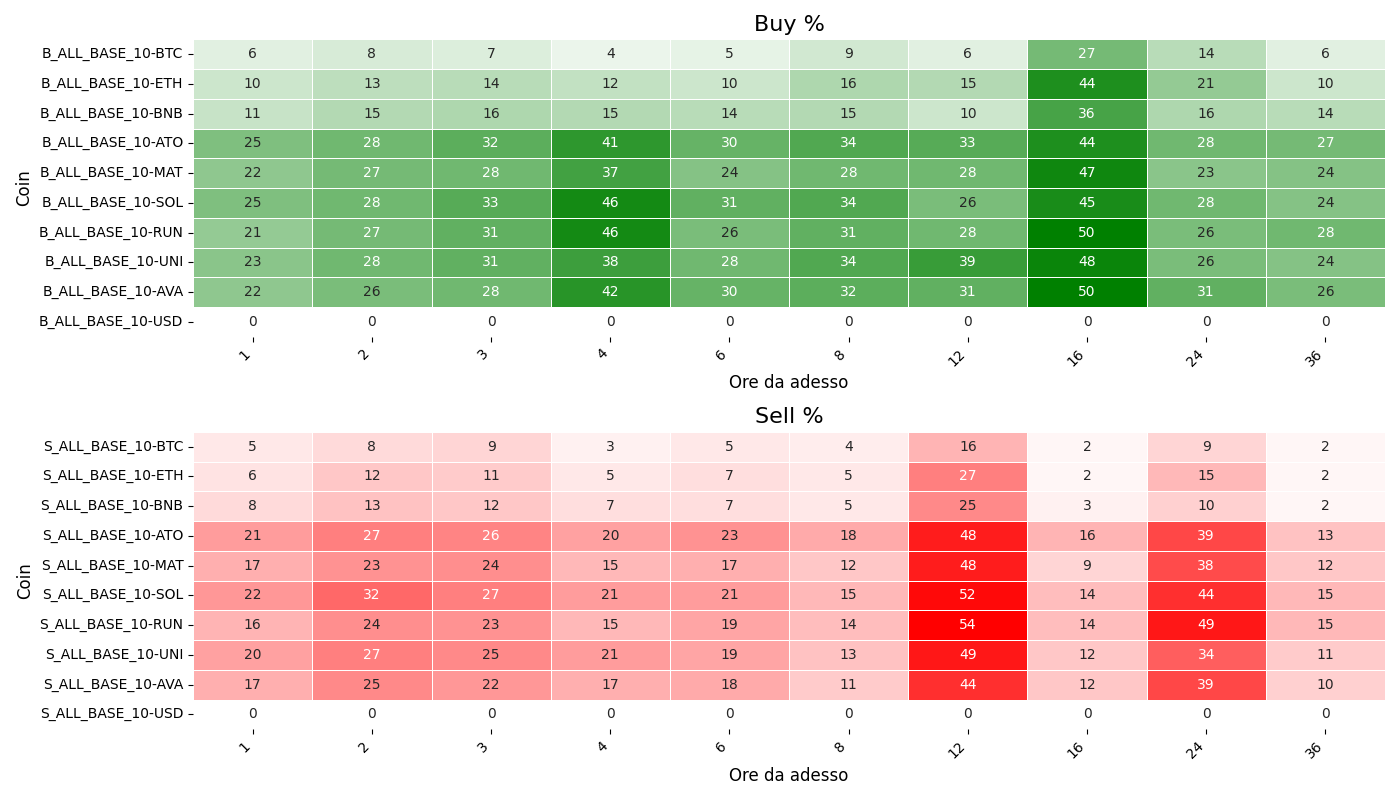 Buy %
Coin
B_ALL_BASE_10-BTC 6 8 7 4 5 9 6 27 14 6
B_ALL_BASE_10-ETH 10 13 14 12 10 16 15 44 21 10
B_ALL_BASE_10-BNB 11 15 16 15 14 15 10 36 16 14
B_ALL_BASE_10-ATO 25 28 32 41 30 34 33 44 28 27
B_ALL_BASE_10-MAT 22 27 28 37 24 28 28 47 23 24
B_ALL_BASE_10-SOL 25 28 33 46 31 34 26 45 28 24
B_ALL_BASE_10-RUN 21 27 31 46 26 31 28 50 26 28
B_ALL_BASE_10-UNI 23 28 31 38 28 34 39 48 26 24
B_ALL_BASE_10-AVA 22 26 28 42 30 32 31 50 31 26
B_ALL_BASE_10-USD 0 0 0 0 0 0 0 0 0 0
1 2 3 4 6 8 12 16 24 36
Ore da adesso
Sell %
Coin
S_ALL_BASE_10-BTC 5 8 9 3 5 4 16 2 9 2
S_ALL_BASE_10-ETH 6 12 11 5 7 5 27 2 15 2
S_ALL_BASE_10-BNB 8 13 12 7 7 5 25 3 10 2
S_ALL_BASE_10-ATO 21 27 26 20 23 18 48 16 39 13
S_ALL_BASE_10-MAT 17 23 24 15 17 12 48 9 38 12
S_ALL_BASE_10-SOL 22 32 27 21 21 15 52 14 44 15
S_ALL_BASE_10-RUN 16 24 23 15 19 14 54 14 49 15
S_ALL_BASE_10-UNI 20 27 25 21 19 13 49 12 34 11
S_ALL_BASE_10-AVA 17 25 22 17 18 11 44 12 39 10
S_ALL_BASE_10-USD 0 0 0 0 0 0 0 0 0 0
1 2 3 4 6 8 12 16 24 36
Ore da adesso